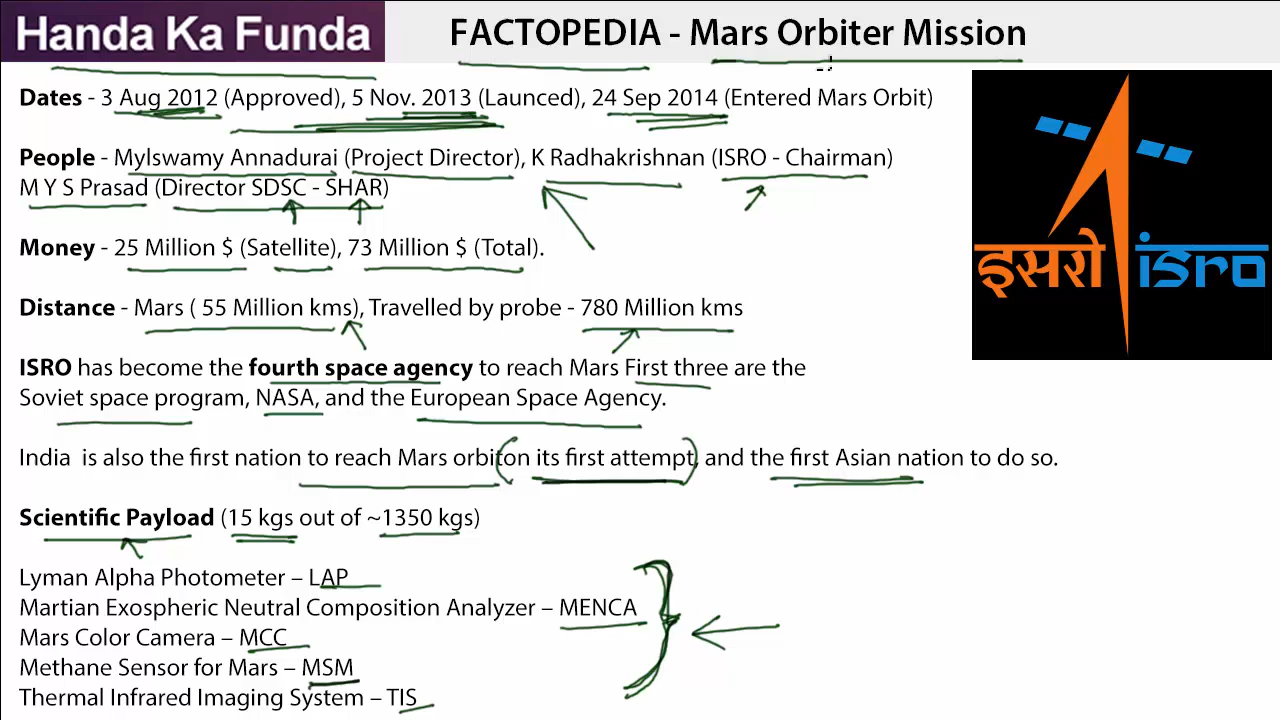 Handa Ka Funda
FACTOPEDIA - Mars Orbiter Mission
Dates - 3 Aug 2012 (Approved), 5 Nov. 2013 (Launced), 24 Sep 2014 (Entered Mars Orbit)
People - Mylswamy Annadurai (Project Director), K Radhakrishnan (ISRO - Chairman)
M Y S Prasad (Director SDSC - SHAR)
Money - 25 Million $ (Satellite), 73 Million $ (Total).
Distance - Mars ( 55 Million kms), Travelled by probe - 780 Million kms
ISRO has become the fourth space agency to reach Mars First three are the
Soviet space program, NASA, and the European Space Agency.
India is also the first nation to reach Mars orbit on its first attempt, and the first Asian nation to do so.
Scientific Payload (15 kgs out of ~1350 kgs)
Lyman Alpha Photometer – LAP
Martian Exospheric Neutral Composition Analyzer – MENCA
Mars Color Camera – MCC
Methane Sensor for Mars – MSM
Thermal Infrared Imaging System – TIS
इसरो isro